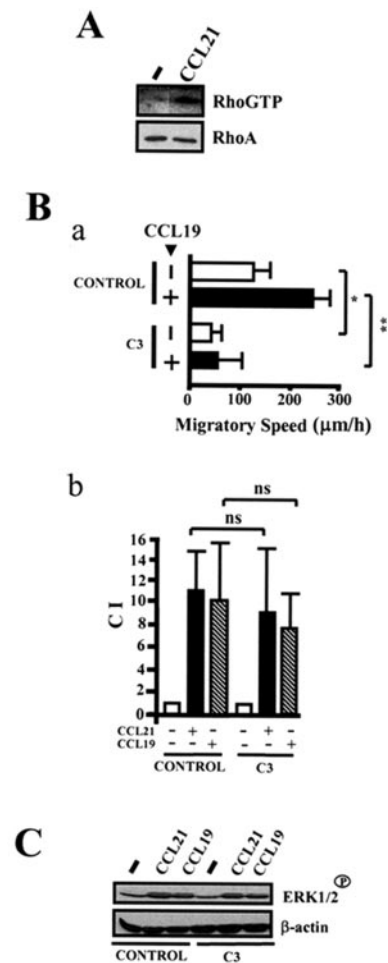 A
- CCL21
RhoGTP
RhoA
B
a
CCL19
CONTROL
-
+
C3
-
+
*
**
0 100 200 300
Migratory Speed (μm/h)
b
ns
ns
16
14
12
10
8
6
4
2
0
C I
CCL21 - + - - + -
CCL19 - - + - - +
CONTROL C3
C
- CCL21 CCL19 - CCL21 CCL19
ERK1/2 P
β-actin
CONTROL C3